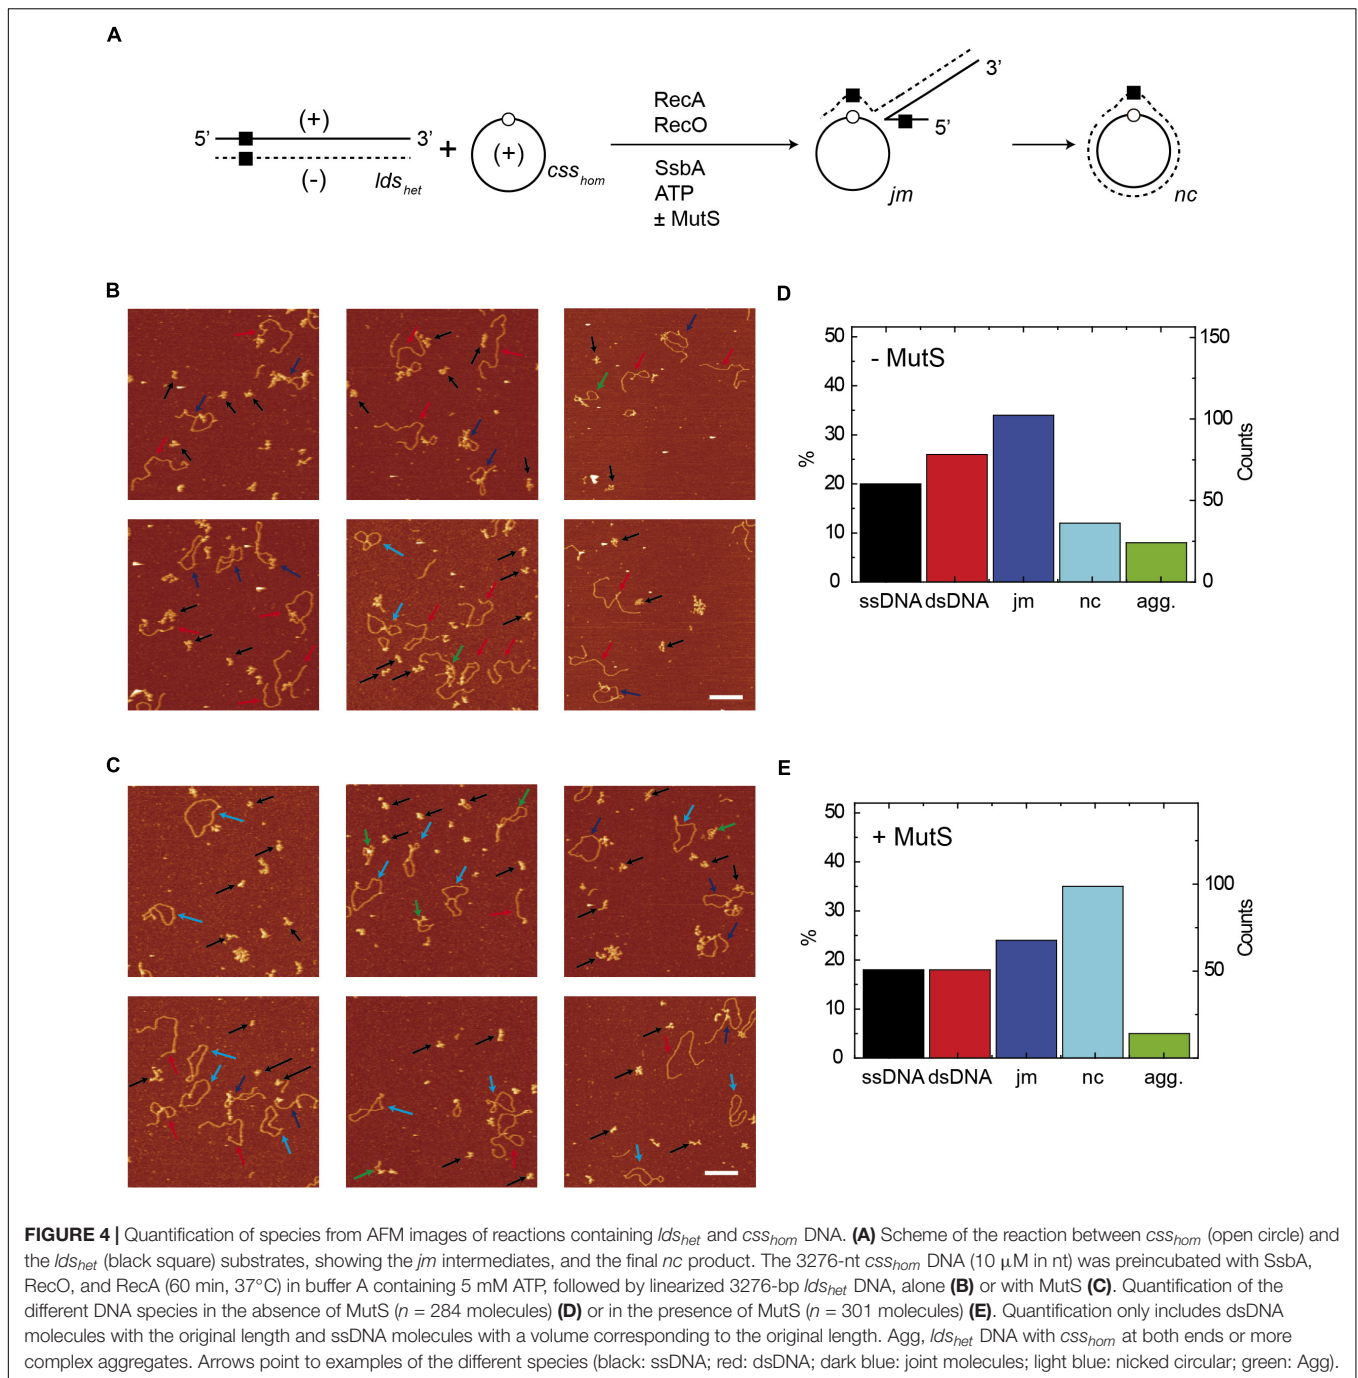 A
5’ (+) 3’
(-) lds het
+
(+) css hom
RecA
RecO
SsbA
ATP
± MutS
3’
5’
jm
nc
B
C
D
- MutS
50
40
30
20
10
0
%
150
100
50
0
Counts
ssDNA dsDNA jm nc agg.
E
+ MutS
50
40
30
20
10
0
%
100
50
Counts
ssDNA dsDNA jm nc agg.
FIGURE 4 | Quantification of species from AFM images of reactions containing lds het and css hom DNA. (A) Scheme of the reaction between css hom (open circle) and
the lds het (black square) substrates, showing the jm intermediates, and the final nc product. The 3276-nt css hom DNA (10 μM in nt) was preincubated with SsbA,
RecO, and RecA (60 min, 37°C) in buffer A containing 5 mM ATP, followed by linearized 3276-bp lds het DNA, alone (B) or with MutS (C). Quantification of the
different DNA species in the absence of MutS (n = 284 molecules) (D) or in the presence of MutS (n = 301 molecules) (E). Quantification only includes dsDNA
molecules with the original length and ssDNA molecules with a volume corresponding to the original length. Agg, lds het DNA with css hom at both ends or more
complex aggregates. Arrows point to examples of the different species (black: ssDNA; red: dsDNA; dark blue: joint molecules; light blue: nicked circular; green: Agg).